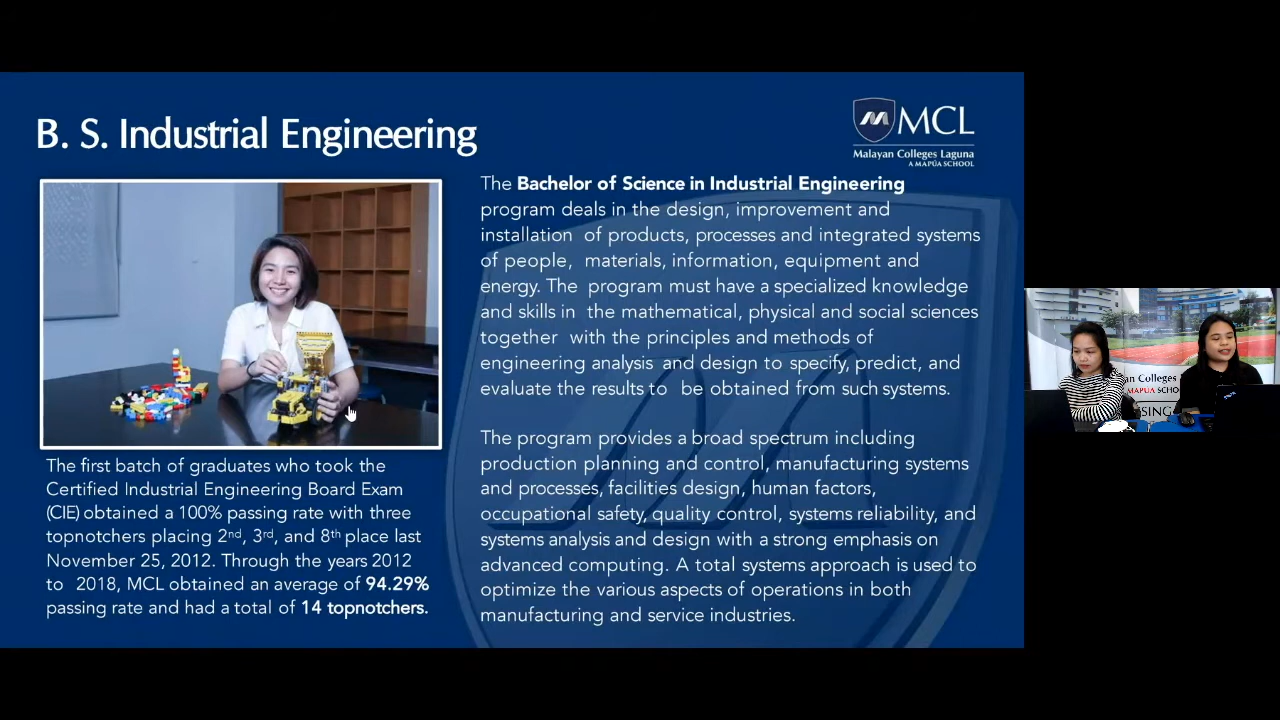 B. S. Industrial Engineering
MCL
Malayan Colleges Laguna
A MAPÚA SCHOOL
The first batch of graduates who took the
Certified Industrial Engineering Board Exam
(CIE) obtained a 100% passing rate with three
topnotchers placing 2nd, 3rd, and 8th place last
November 25, 2012. Through the years 2012
to 2018, MCL obtained an average of 94.29%
passing rate and had a total of 14 topnotchers.
The Bachelor of Science in Industrial Engineering
program deals in the design, improvement and
installation of products, processes and integrated systems
of people, materials, information, equipment and
energy. The program must have a specialized knowledge
and skills in the mathematical, physical and social sciences
together with the principles and methods of
engineering analysis and design to specify, predict, and
evaluate the results to be obtained from such systems.
The program provides a broad spectrum including
production planning and control, manufacturing systems
and processes, facilities design, human factors,
occupational safety, quality control, systems reliability, and
systems analysis and design with a strong emphasis on
advanced computing. A total systems approach is used to
optimize the various aspects of operations in both
manufacturing and service industries.
an Colleges
MAPUA SCHO
SING